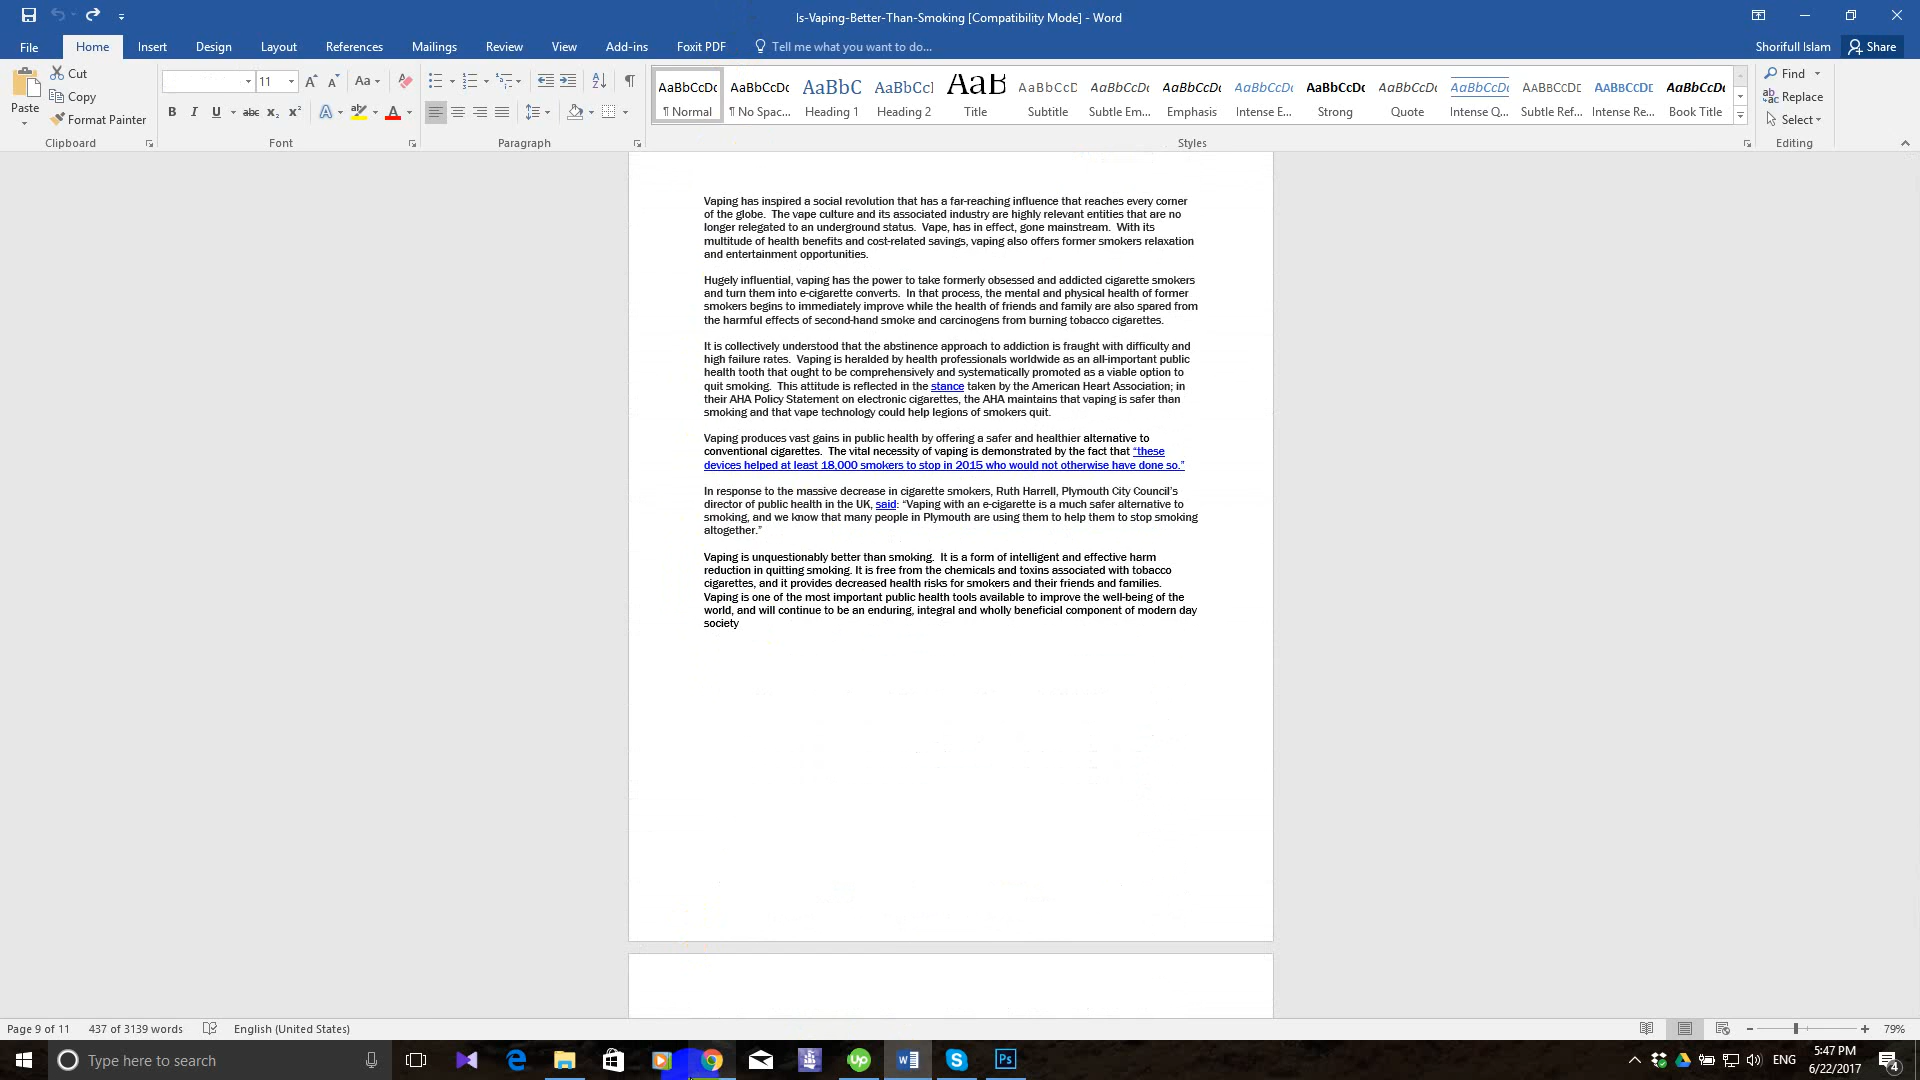 Is-Vaping-Better-Than-Smoking [Compatibility Mode] - Word
File Home Insert Design Layout References Mailings Review View Add-ins Foxit PDF Tell me what you want to do... Shorifull Islam Share
Paste Cut Copy Format Painter
Clipboard
11 Aa
B I U abc X₂ X² A A
Font
Paragraph
AaBbCcDc AaBbCcDc AaBbC AaBbCcI AaB AaBbCcD AaBbCcDc AaBbCcDc AaBbCcDc AaBbCcDc AaBbCcDc AaBbCcDc AABBCCDE AABBCCDE AaBbCcDc
¶ Normal ¶ No Spac... Heading 1 Heading 2 Title Subtitle Subtle Em... Emphasis Intense E... Strong Quote Intense Q... Subtle Ref... Intense Re... Book Title
Styles
Find
Replace
Select
Editing
Vaping has inspired a social revolution that has a far-reaching influence that reaches every corner
of the globe.  The vape culture and its associated industry are highly relevant entities that are no
longer relegated to an underground status.  Vape, has in effect, gone mainstream.  With its
multitude of health benefits and cost-related savings, vaping also offers former smokers relaxation
and entertainment opportunities.
Hugely influential, vaping has the power to take formerly obsessed and addicted cigarette smokers
and turn them into e-cigarette converts.  In that process, the mental and physical health of former
smokers begins to immediately improve while the health of friends and family are also spared from
the harmful effects of second-hand smoke and carcinogens from burning tobacco cigarettes.
It is collectively understood that the abstinence approach to addiction is fraught with difficulty and
high failure rates.  Vaping is heralded by health professionals worldwide as an all-important public
health tooth that ought to be comprehensively and systematically promoted as a viable option to
quit smoking.  This attitude is reflected in the stance taken by the American Heart Association; in
their AHA Policy Statement on electronic cigarettes, the AHA maintains that vaping is safer than
smoking and that vape technology could help legions of smokers quit.
Vaping produces vast gains in public health by offering a safer and healthier alternative to
conventional cigarettes.  The vital necessity of vaping is demonstrated by the fact that “these
devices helped at least 18,000 smokers to stop in 2015 who would not otherwise have done so.”
In response to the massive decrease in cigarette smokers, Ruth Harrell, Plymouth City Council’s
director of public health in the UK, said: “Vaping with an e-cigarette is a much safer alternative to
smoking, and we know that many people in Plymouth are using them to help them to stop smoking
altogether.”
Vaping is unquestionably better than smoking.  It is a form of intelligent and effective harm
reduction in quitting smoking. It is free from the chemicals and toxins associated with tobacco
cigarettes, and it provides decreased health risks for smokers and their friends and families.
Vaping is one of the most important public health tools available to improve the well-being of the
world, and will continue to be an enduring, integral and wholly beneficial component of modern day
society
Page 9 of 11 437 of 3139 words English (United States) 79%
Type here to search Up Ps ENG 5:47 PM
6/22/2017 4